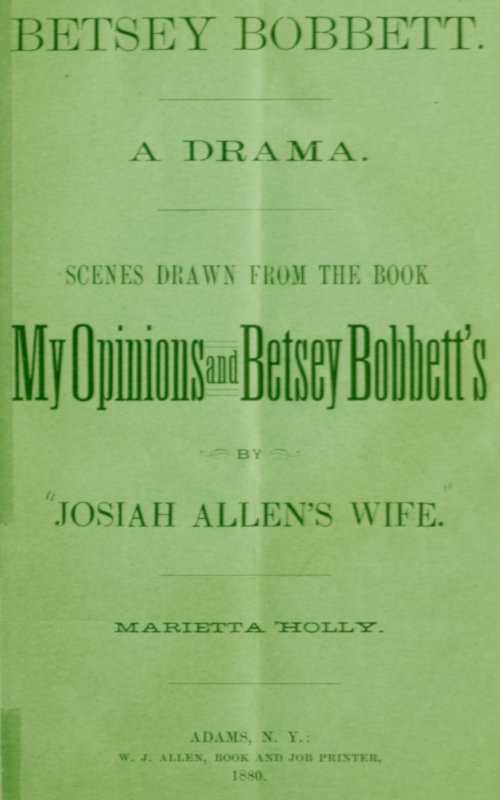 BETSEY BOBBETT.
A DRAMA.
SCENES DRAWN FROM THE BOOK
My Opinions and Betsey Bobbett's
BY
"JOSIAH ALLEN'S WIFE."
MARIETTA HOLLY.
ADAMS, N. Y.:
W. J. ALLEN, BOOK AND JOB PRINTER,
1880.